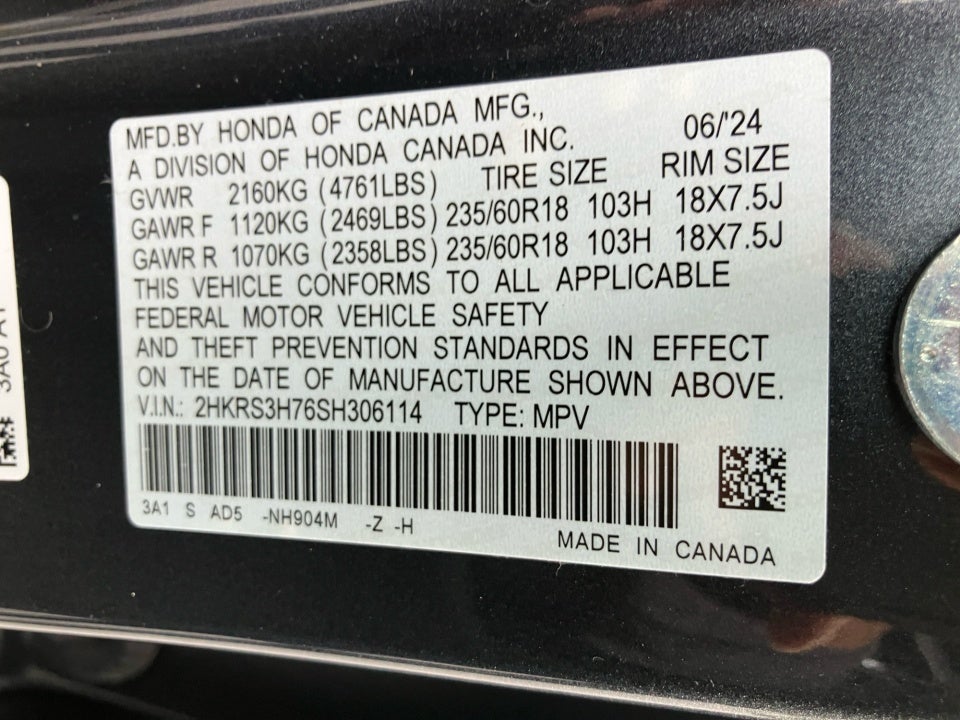 MFD.BY HONDA OF CANADA MFG.,
A DIVISION OF HONDA CANADA INC. 06/'24
GVWR 2160KG (4761LBS) TIRE SIZE RIM SIZE
GAWR F 1120KG (2469LBS) 235/60R18 103H 18X7.5J
GAWR R 1070KG (2358LBS) 235/60R18 103H 18X7.5J
THIS VEHICLE CONFORMS TO ALL APPLICABLE
FEDERAL MOTOR VEHICLE SAFETY
AND THEFT PREVENTION STANDARDS IN EFFECT
ON THE DATE OF MANUFACTURE SHOWN ABOVE.
V.I.N.: 2HKRS3H76SH306114 TYPE: MPV
3A1 S AD5 -NH904M -Z -H
MADE IN CANADA